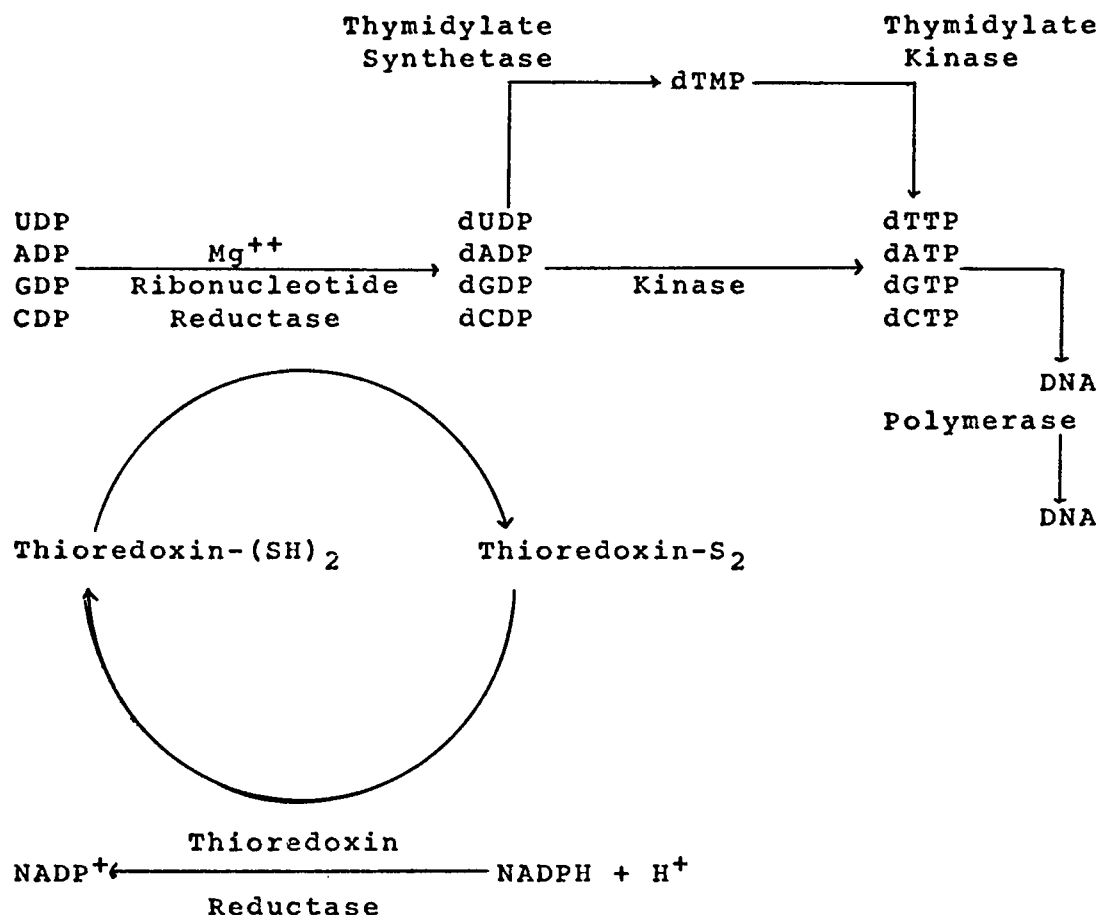 Thymidylate
Synthetase
Thymidylate
Kinase
dTMP
UDP
ADP
GDP
CDP
Mg++
Ribonucleotide
Reductase
dUDP
dADP
dGDP
dCDP
Kinase
dTTP
dATP
dGTP
dCTP
DNA
Polymerase
DNA
Thioredoxin-(SH)2
Thioredoxin-S2
Thioredoxin
NADP+
NADPH + H+
Reductase